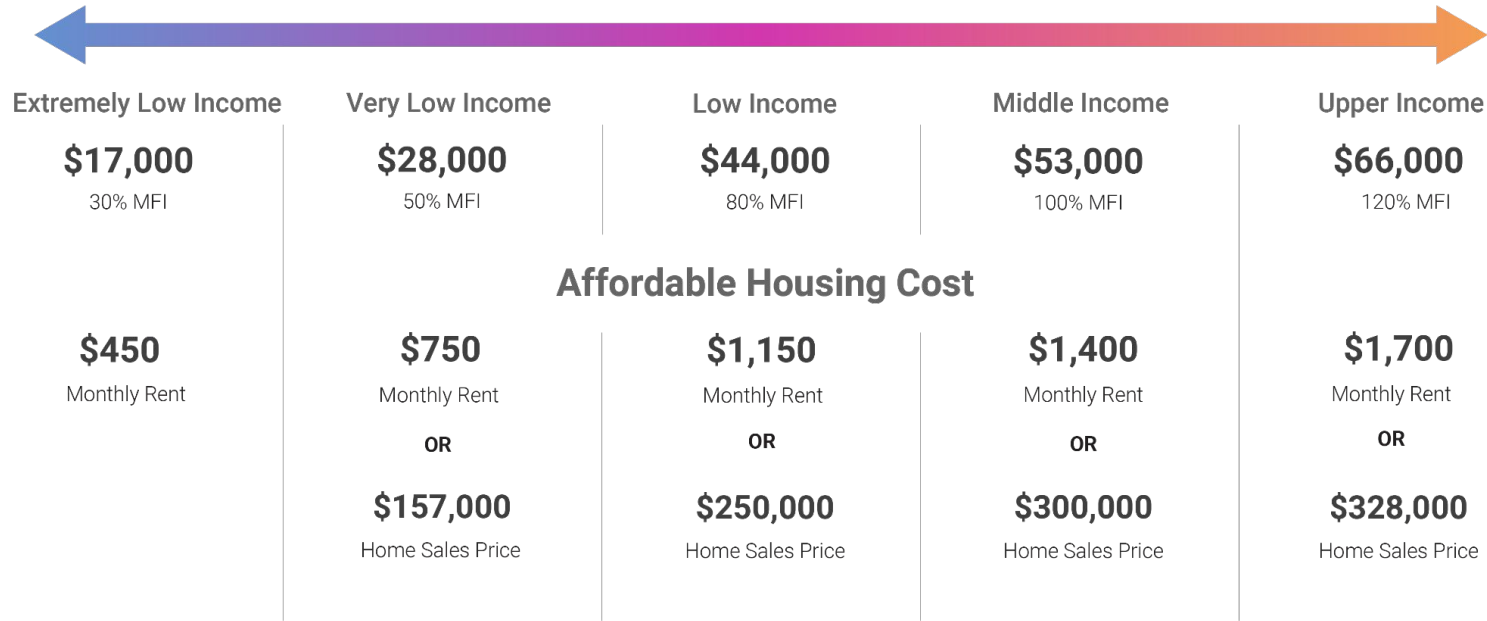 Extremely Low Income
$17,000
30% MFI
Very Low Income
$28,000
50% MFI
Low Income
$44,000
80% MFI
Middle Income
$53,000
100% MFI
Upper Income
$66,000
120% MFI
Affordable Housing Cost
$450
Monthly Rent
$750
Monthly Rent
OR
$157,000
Home Sales Price
$1,150
Monthly Rent
OR
$250,000
Home Sales Price
$1,400
Monthly Rent
OR
$300,000
Home Sales Price
$1,700
Monthly Rent
OR
$328,000
Home Sales Price